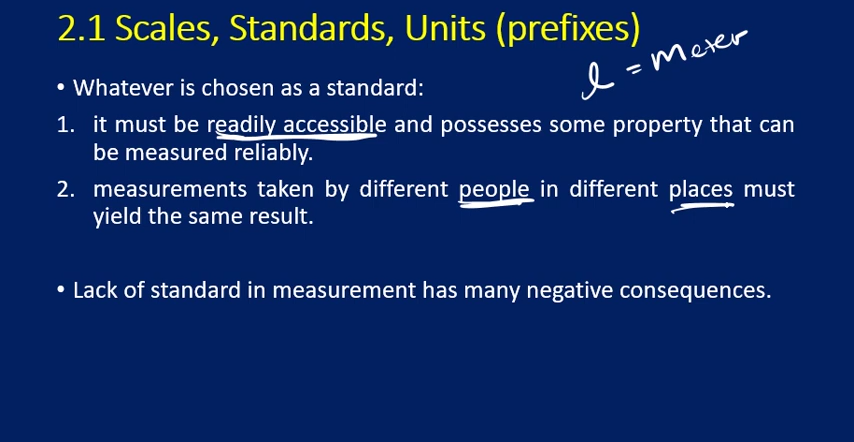 2.1 Scales, Standards, Units (prefixes)
l = meter
• Whatever is chosen as a standard:
1. it must be readily accessible and possesses some property that can
be measured reliably.
2. measurements taken by different people in different places must
yield the same result.
• Lack of standard in measurement has many negative consequences.